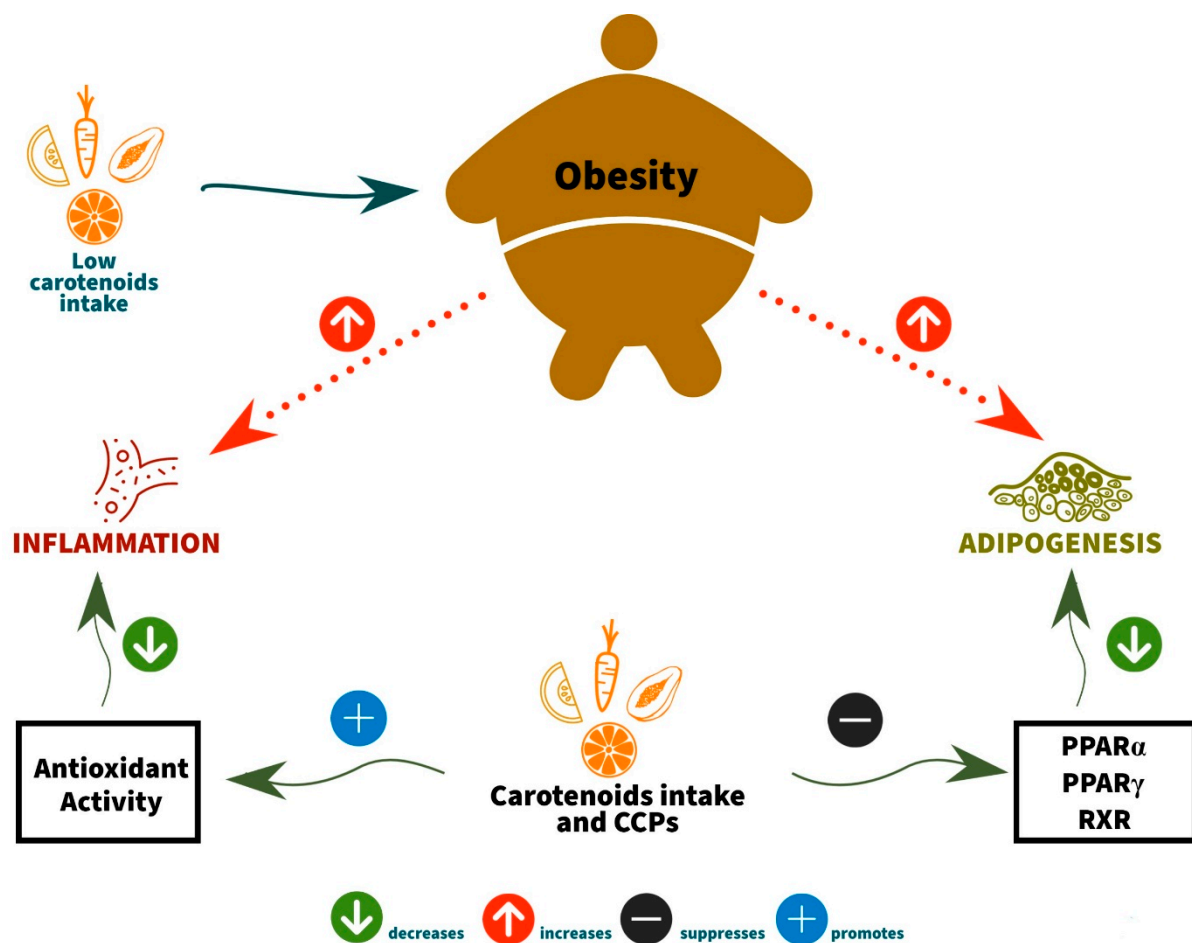 Obesity
Low
carotenoids
intake
INFLAMMATION
ADIPOGENESIS
Antioxidant
Activity
Carotenoids intake
and CCPs
PPARα
PPARγ
RXR
decreases
increases
suppresses
promotes